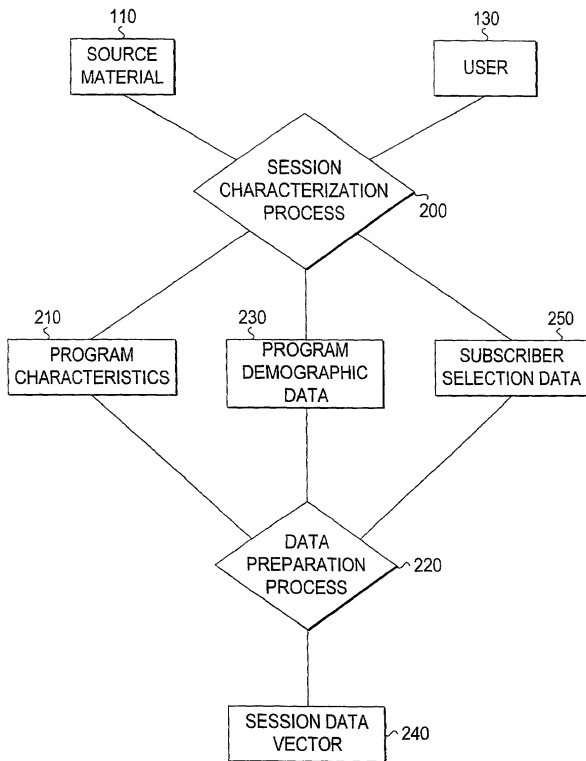 110
SOURCE
MATERIAL
130
USER
SESSION
CHARACTERIZATION
PROCESS
200
210
PROGRAM
CHARACTERISTICS
230
PROGRAM
DEMOGRAPHIC
DATA
250
SUBSCRIBER
SELECTION DATA
DATA
PREPARATION
PROCESS
220
SESSION DATA
VECTOR
240